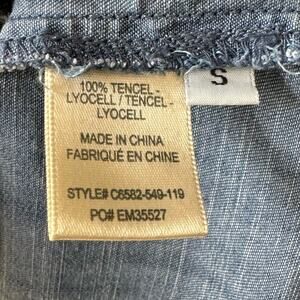 S
100% TENCEL -
LYOCELL / TENCEL -
LYOCELL
MADE IN CHINA
FABRIQUÉ EN CHINE
STYLE# C6582-549-119
PO# EM35527